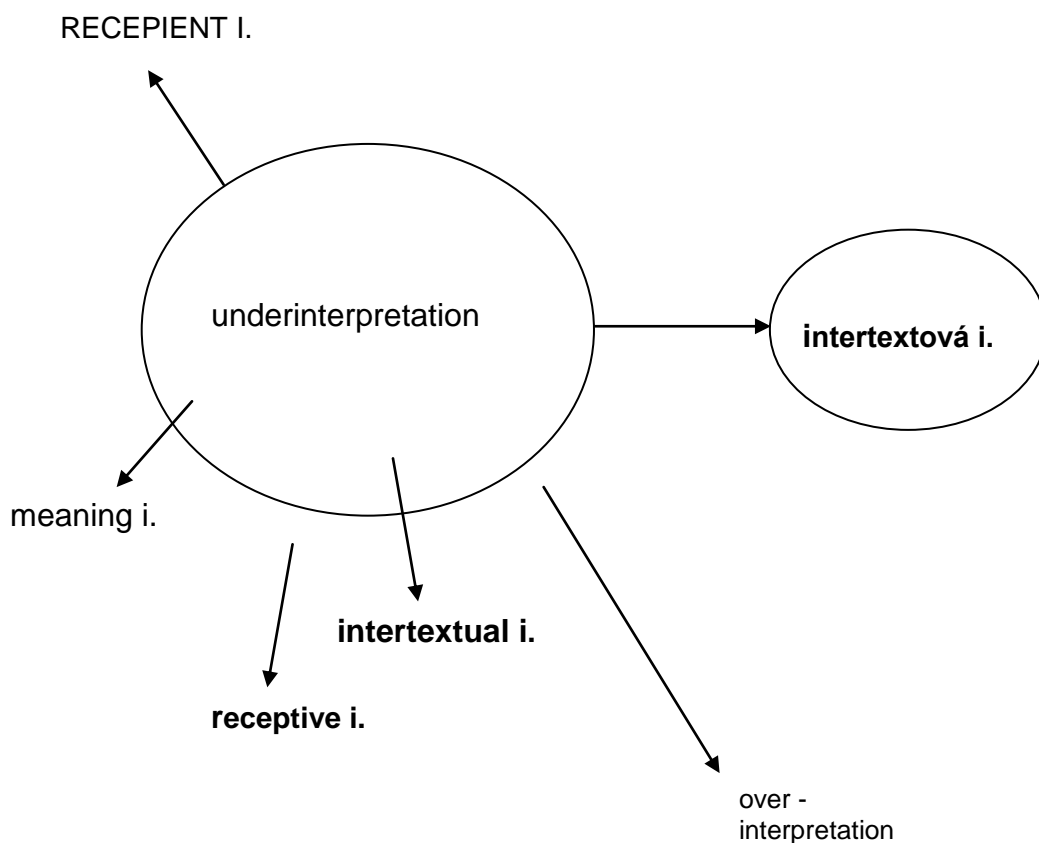 RECEPIENT I.
underinterpretation
intertextová i.
meaning i.
intertextual i.
receptive i.
over -
interpretation